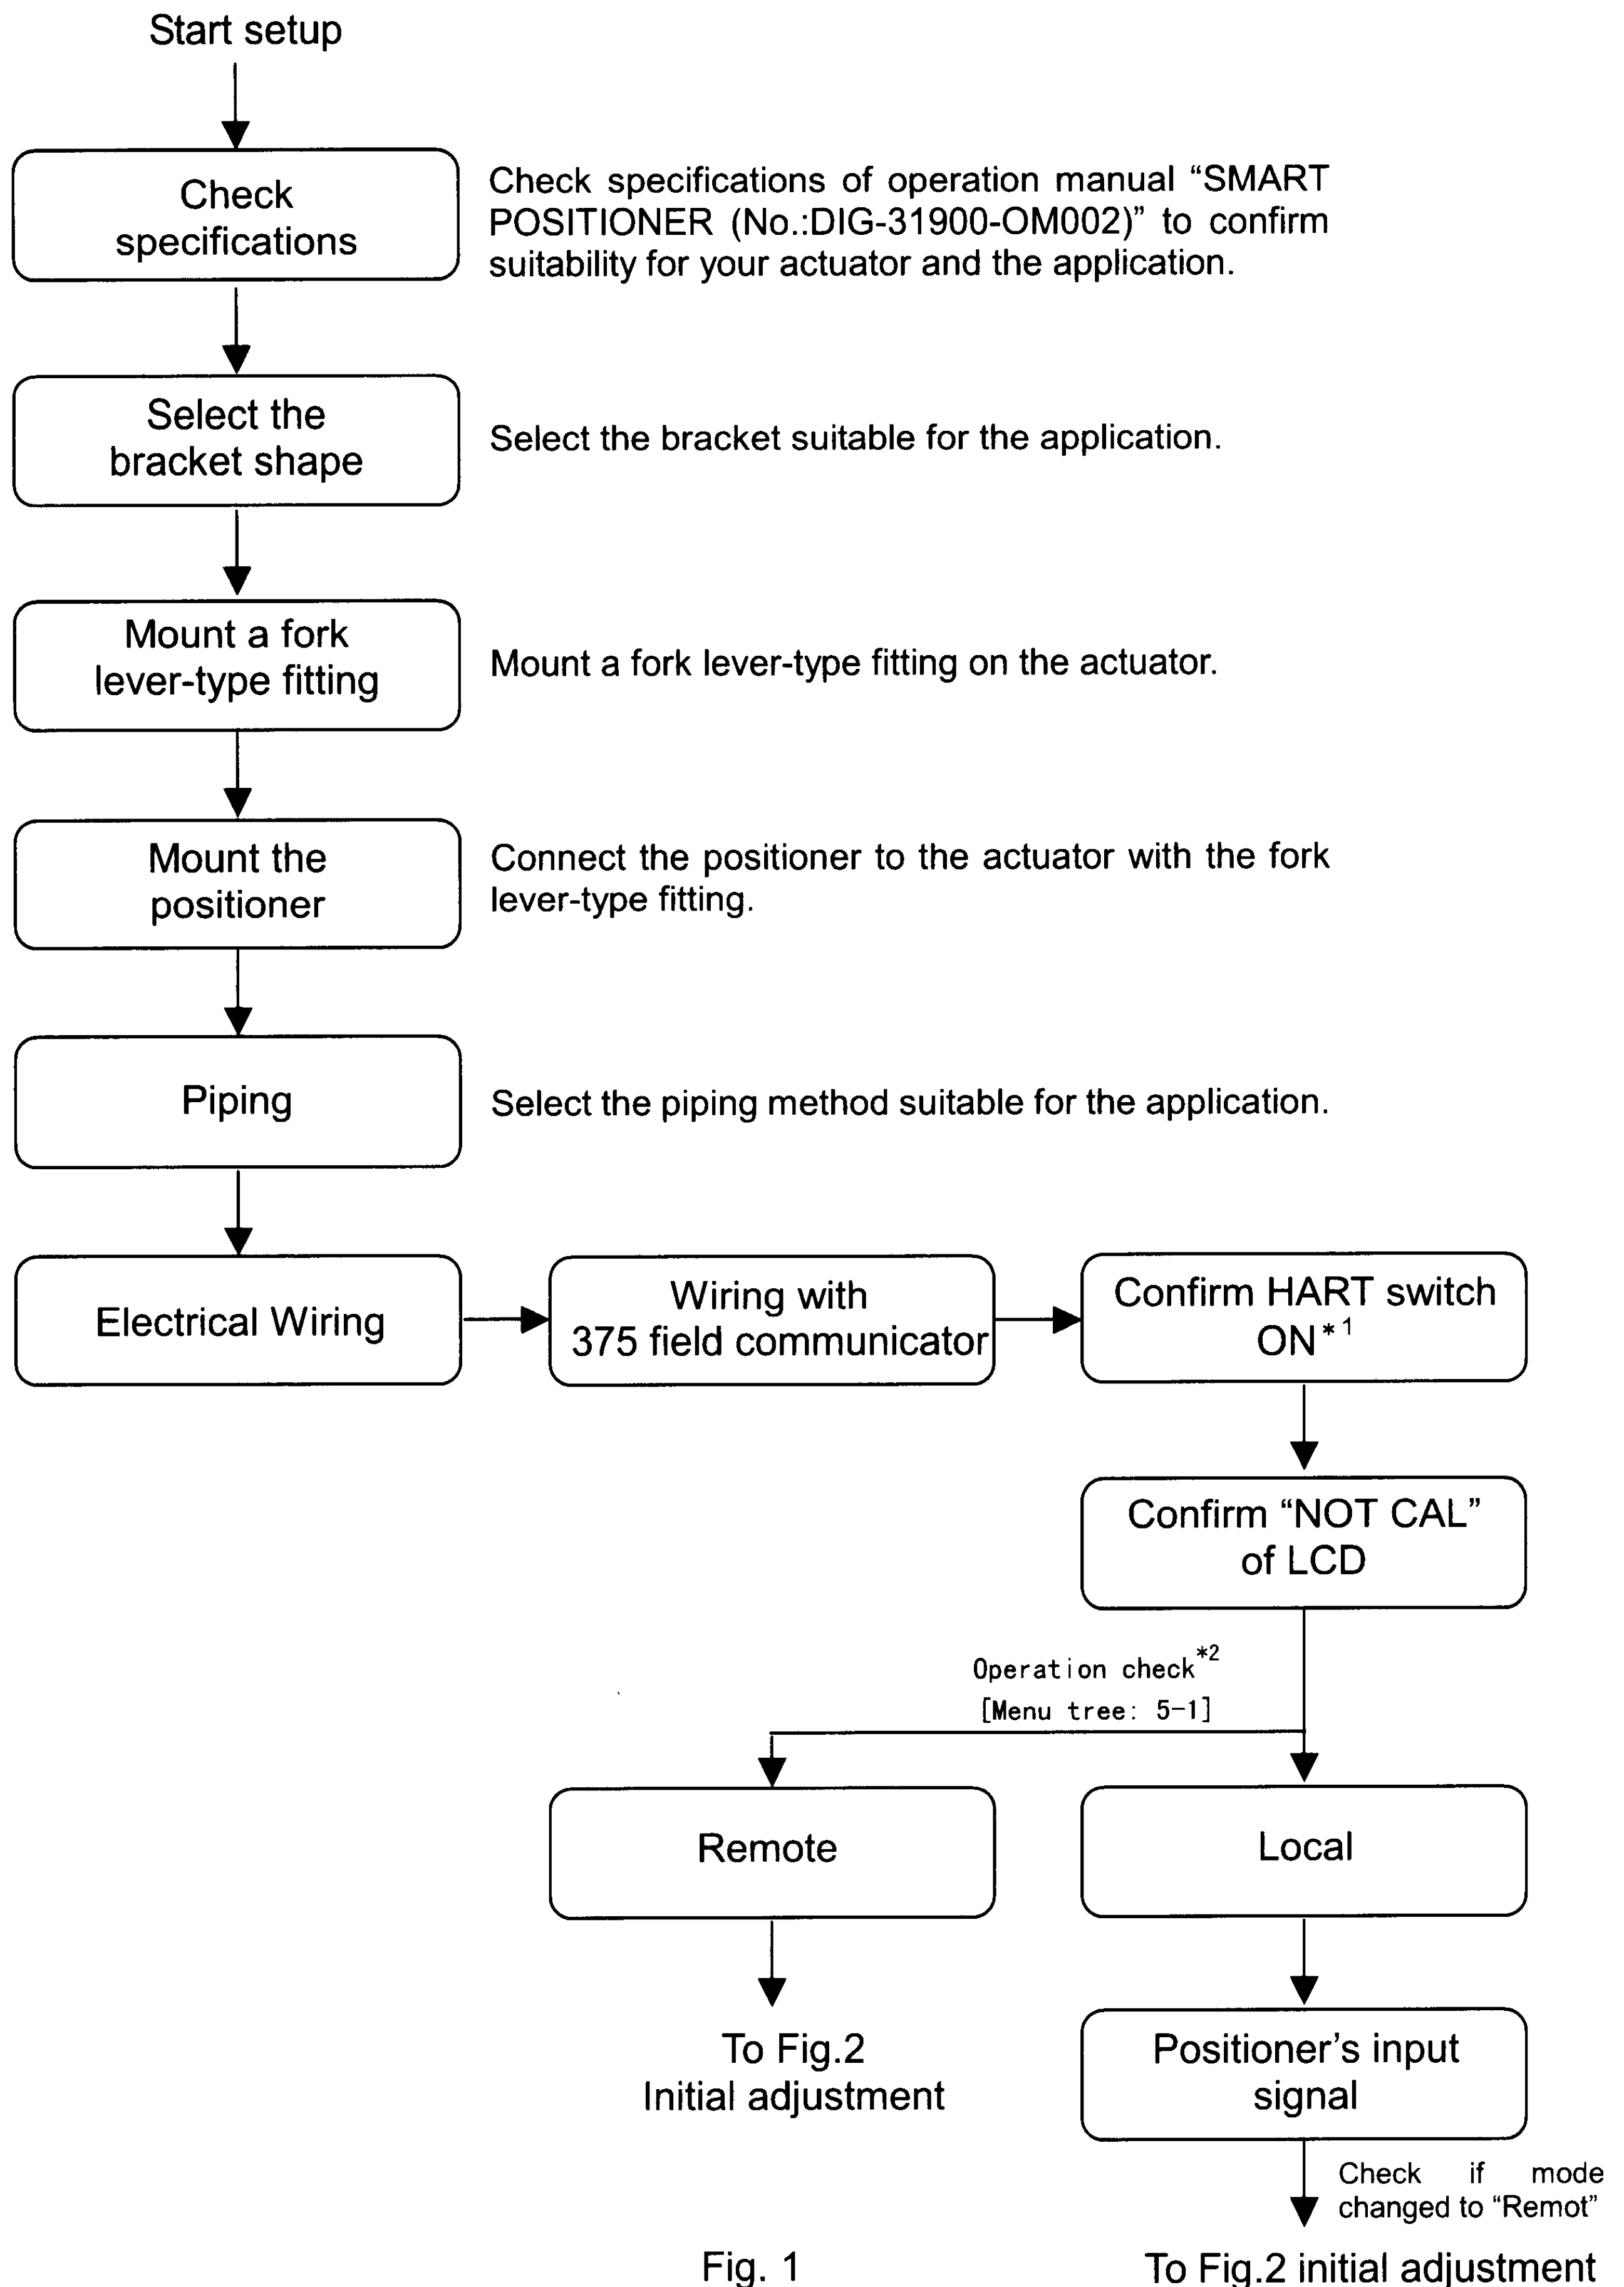 Start setup
Check
specifications
Check specifications of operation manual “SMART
POSITIONER (No.:DIG-31900-OM002)” to confirm
suitability for your actuator and the application.
Select the
bracket shape
Select the bracket suitable for the application.
Mount a fork
lever-type fitting
Mount a fork lever-type fitting on the actuator.
Mount the
positioner
Connect the positioner to the actuator with the fork
lever-type fitting.
Piping
Select the piping method suitable for the application.
Electrical Wiring
Wiring with
375 field communicator
Confirm HART switch
ON*1
Confirm “NOT CAL”
of LCD
Operation check*2
[Menu tree: 5-1]
Remote
Local
To Fig.2
Initial adjustment
Positioner’s input
signal
Check if mode
changed to “Remot”
Fig. 1
To Fig.2 initial adjustment